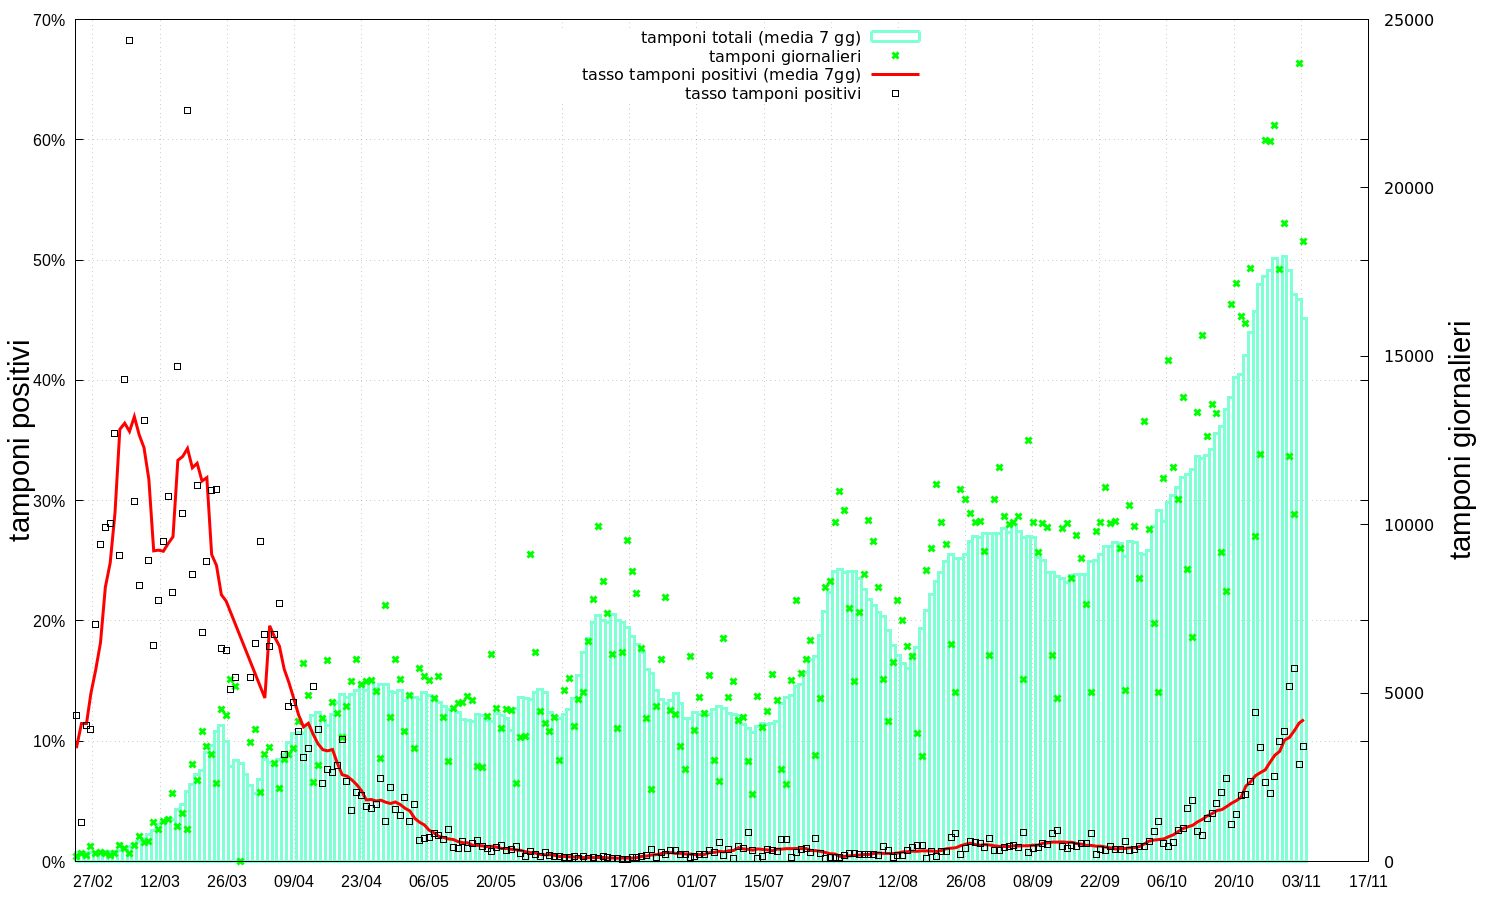 tamponi totali (media 7 gg)
tamponi giornalieri
tasso tamponi positivi (media 7gg)
tasso tamponi positivi
tamponi positivi
70%
60%
50%
40%
30%
20%
10%
0%
25000
20000
15000
10000
5000
0
tamponi giornalieri
27/02 12/03 26/03 09/04 23/04 06/05 20/05 03/06 17/06 01/07 15/07 29/07 12/08 26/08 08/09 22/09 06/10 20/10 03/11 17/11